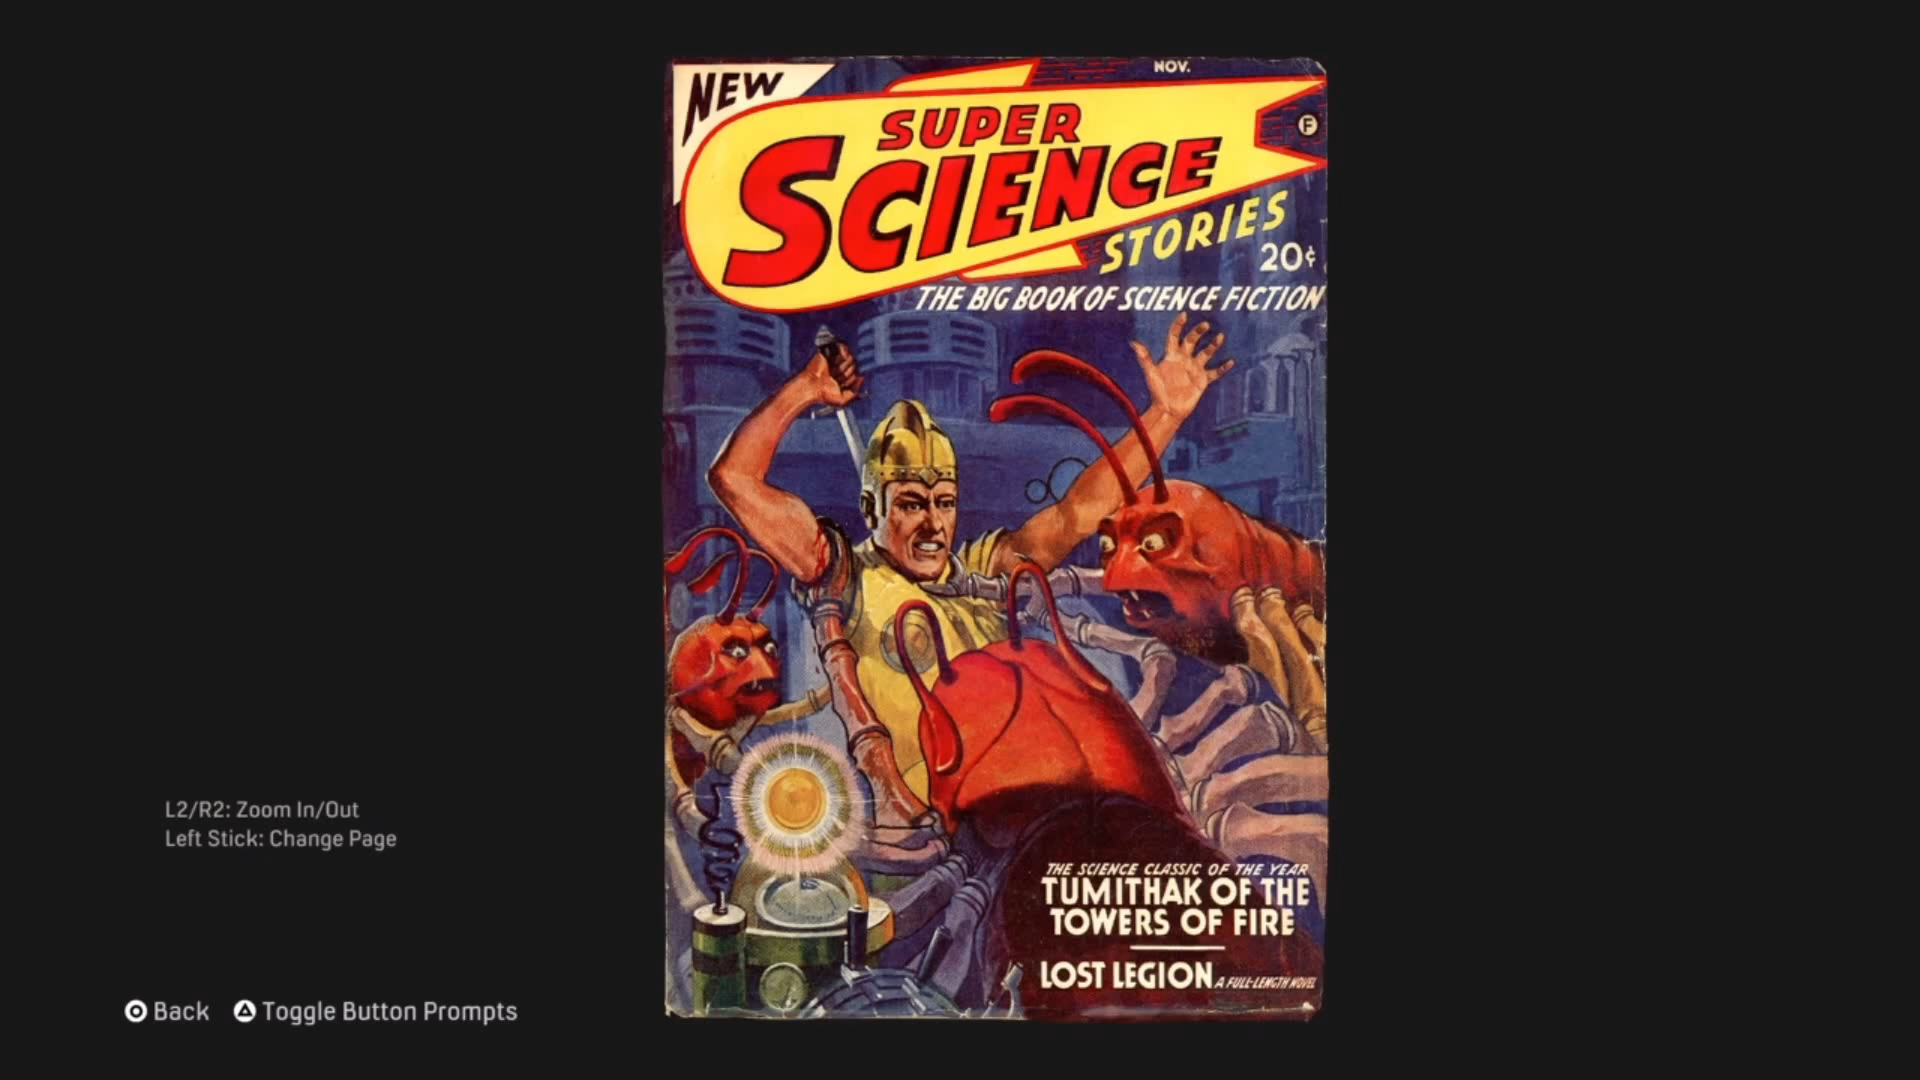 NEW
NOV.
SUPER
SCIENCE
STORIES
F
20¢
THE BIG BOOK OF SCIENCE FICTION
THE SCIENCE CLASSIC OF THE YEAR
TUMITHAK OF THE
TOWERS OF FIRE
LOST LEGION A FULL-LENGTH NOVEL
L2/R2: Zoom In/Out
Left Stick: Change Page
Back Toggle Button Prompts